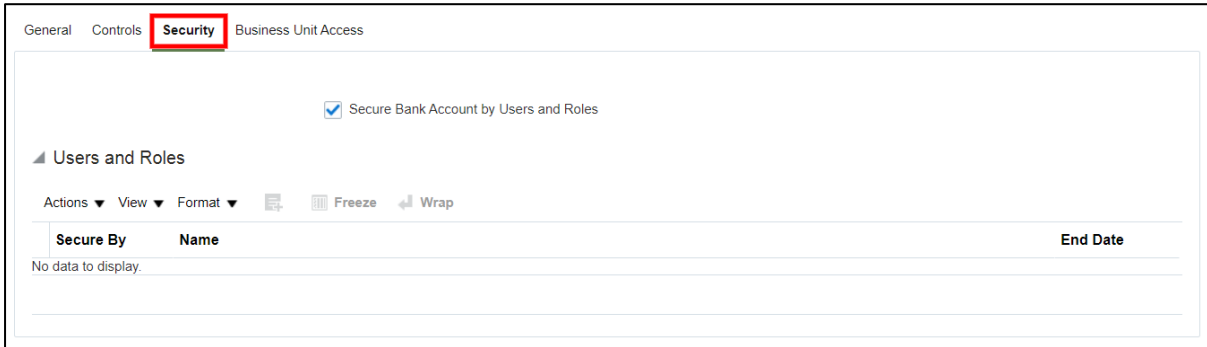 General Controls Security Business Unit Access
Secure Bank Account by Users and Roles
Users and Roles
Actions View Format Freeze Wrap
Secure By Name End Date
No data to display.